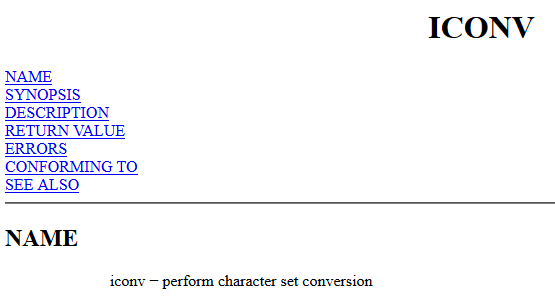 ICONV
NAME
SYNOPSIS
DESCRIPTION
RETURN VALUE
ERRORS
CONFORMING TO
SEE ALSO
NAME
iconv − perform character set conversion